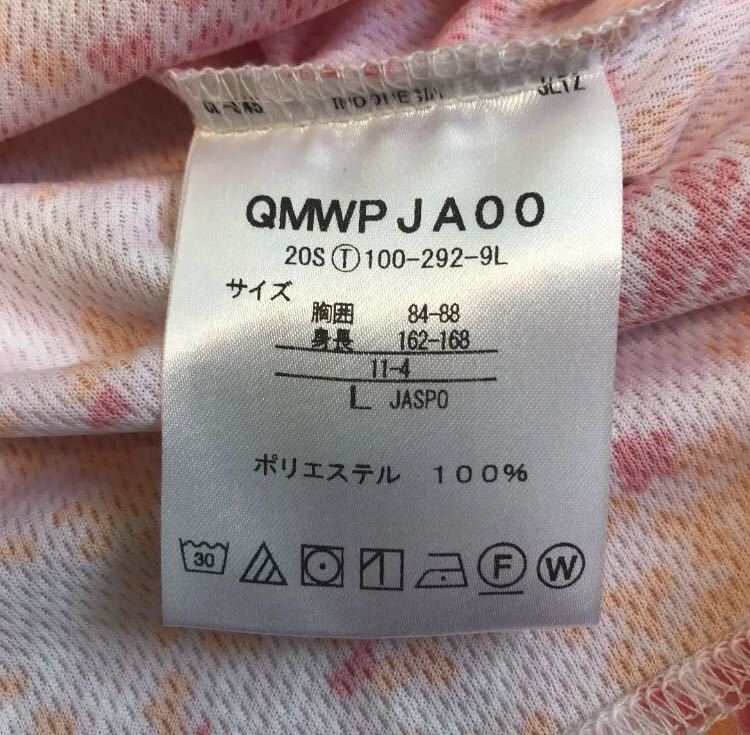 QMWPJA00
20S Ⓣ100-292-9L
サイズ
胸囲 84-88
身長 162-168
11-4
L JASPO
ポリエステル 100%
30
F W